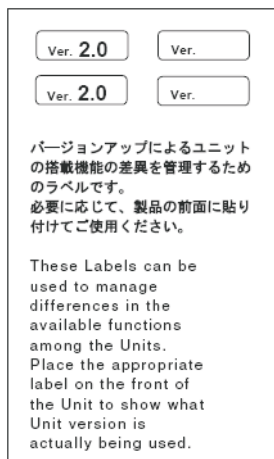 Ver. 2.0 Ver.
Ver. 2.0 Ver.
バージョンアップによるユニット
の搭載機能の差異を管理するため
のラベルです。
必要に応じて、製品の前面に貼り
付けてご使用ください。
These Labels can be
used to manage
differences in the
available functions
among the Units.
Place the appropriate
label on the front of
the Unit to show what
Unit version is
actually being used.